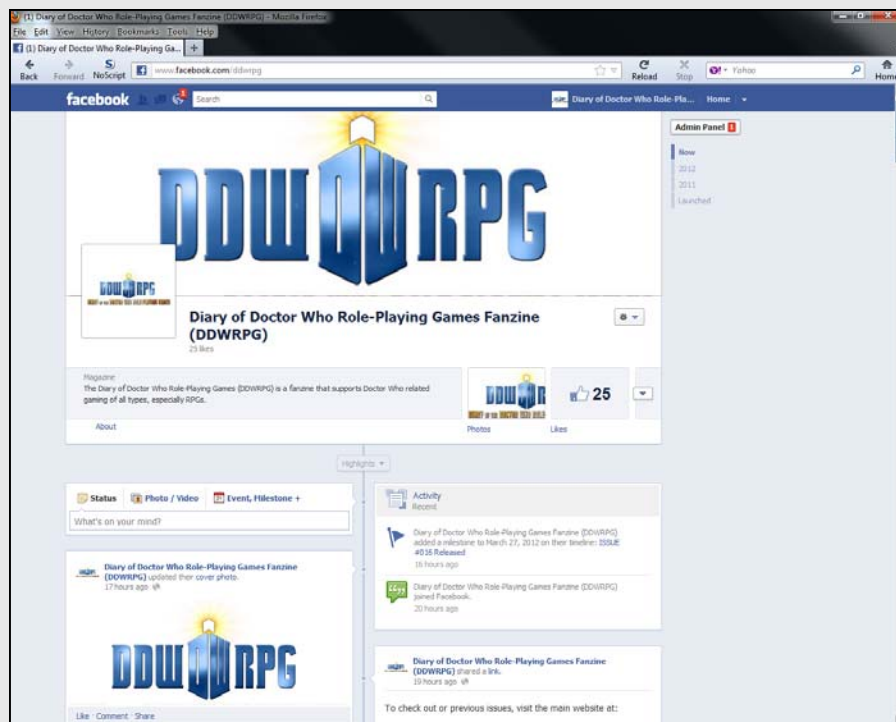 (1) Diary of Doctor Who Role-Playing Games Fanzine (DDWRPG) - Mozilla Firefox
File Edit View History Bookmarks Tools Help
(1) Diary of Doctor Who Role-Playing Ga... +
Back Forward NoScript www.facebook.com/ddwrpg Reload Stop Yahoo Home
facebook 1 Search Diary of Doctor Who Role-Pla... Home
Admin Panel 1
Now
2012
2011
Launched
DDWDWRPG
DDWDWRPG
Diary of Doctor Who Role-Playing Games Fanzine
(DDWRPG)
25 likes
Magazine
The Diary of Doctor Who Role-Playing Games (DDWRPG) is a fanzine that supports Doctor Who related
gaming of all types, especially RPGs.
About
25
Photos Likes
Highlights
Status Photo / Video Event, Milestone +
What's on your mind?
Diary of Doctor Who Role-Playing Games Fanzine
(DDWRPG) updated their cover photo.
17 hours ago
DDWDWRPG
Like · Comment · Share
Activity
Recent
Diary of Doctor Who Role-Playing Games Fanzine (DDWRPG)
added a milestone to March 27, 2012 on their timeline: ISSUE
#016 Released
16 hours ago
Diary of Doctor Who Role-Playing Games Fanzine (DDWRPG)
joined Facebook.
20 hours ago
Diary of Doctor Who Role-Playing Games Fanzine
(DDWRPG) shared a link.
19 hours ago
To check out or previous issues, visit the main website at: